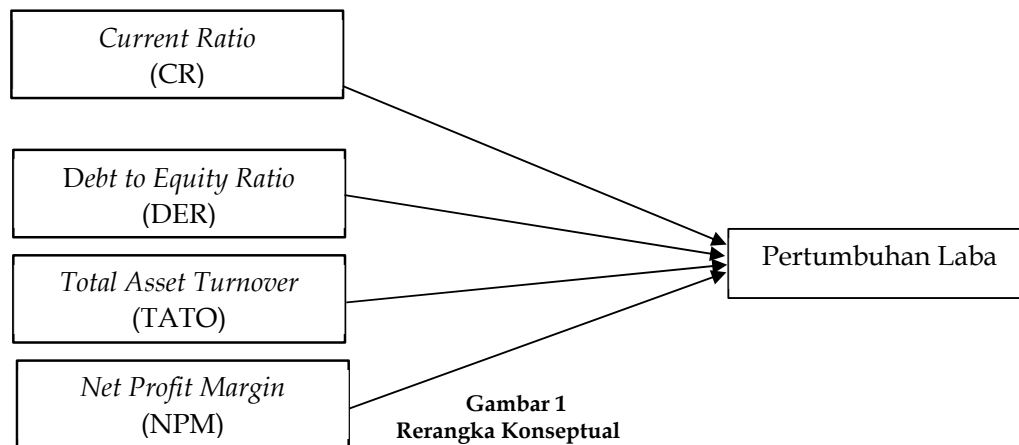 Current Ratio
(CR)
Debt to Equity Ratio
(DER)
Pertumbuhan Laba
Total Asset Turnover
(TATO)
Net Profit Margin
(NPM)
Gambar 1
Rerangka Konseptual